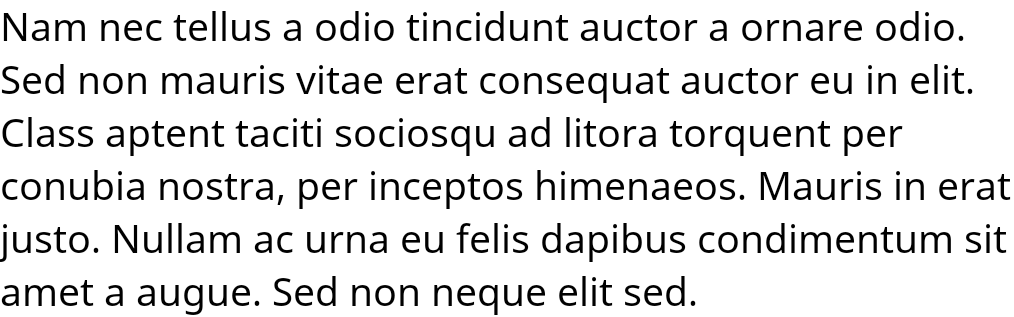 Nam nec tellus a odio tincidunt auctor a ornare odio.
Sed non mauris vitae erat consequat auctor eu in elit.
Class aptent taciti sociosqu ad litora torquent per
conubia nostra, per inceptos himenaeos. Mauris in erat
justo. Nullam ac urna eu felis dapibus condimentum sit
amet a augue. Sed non neque elit sed.